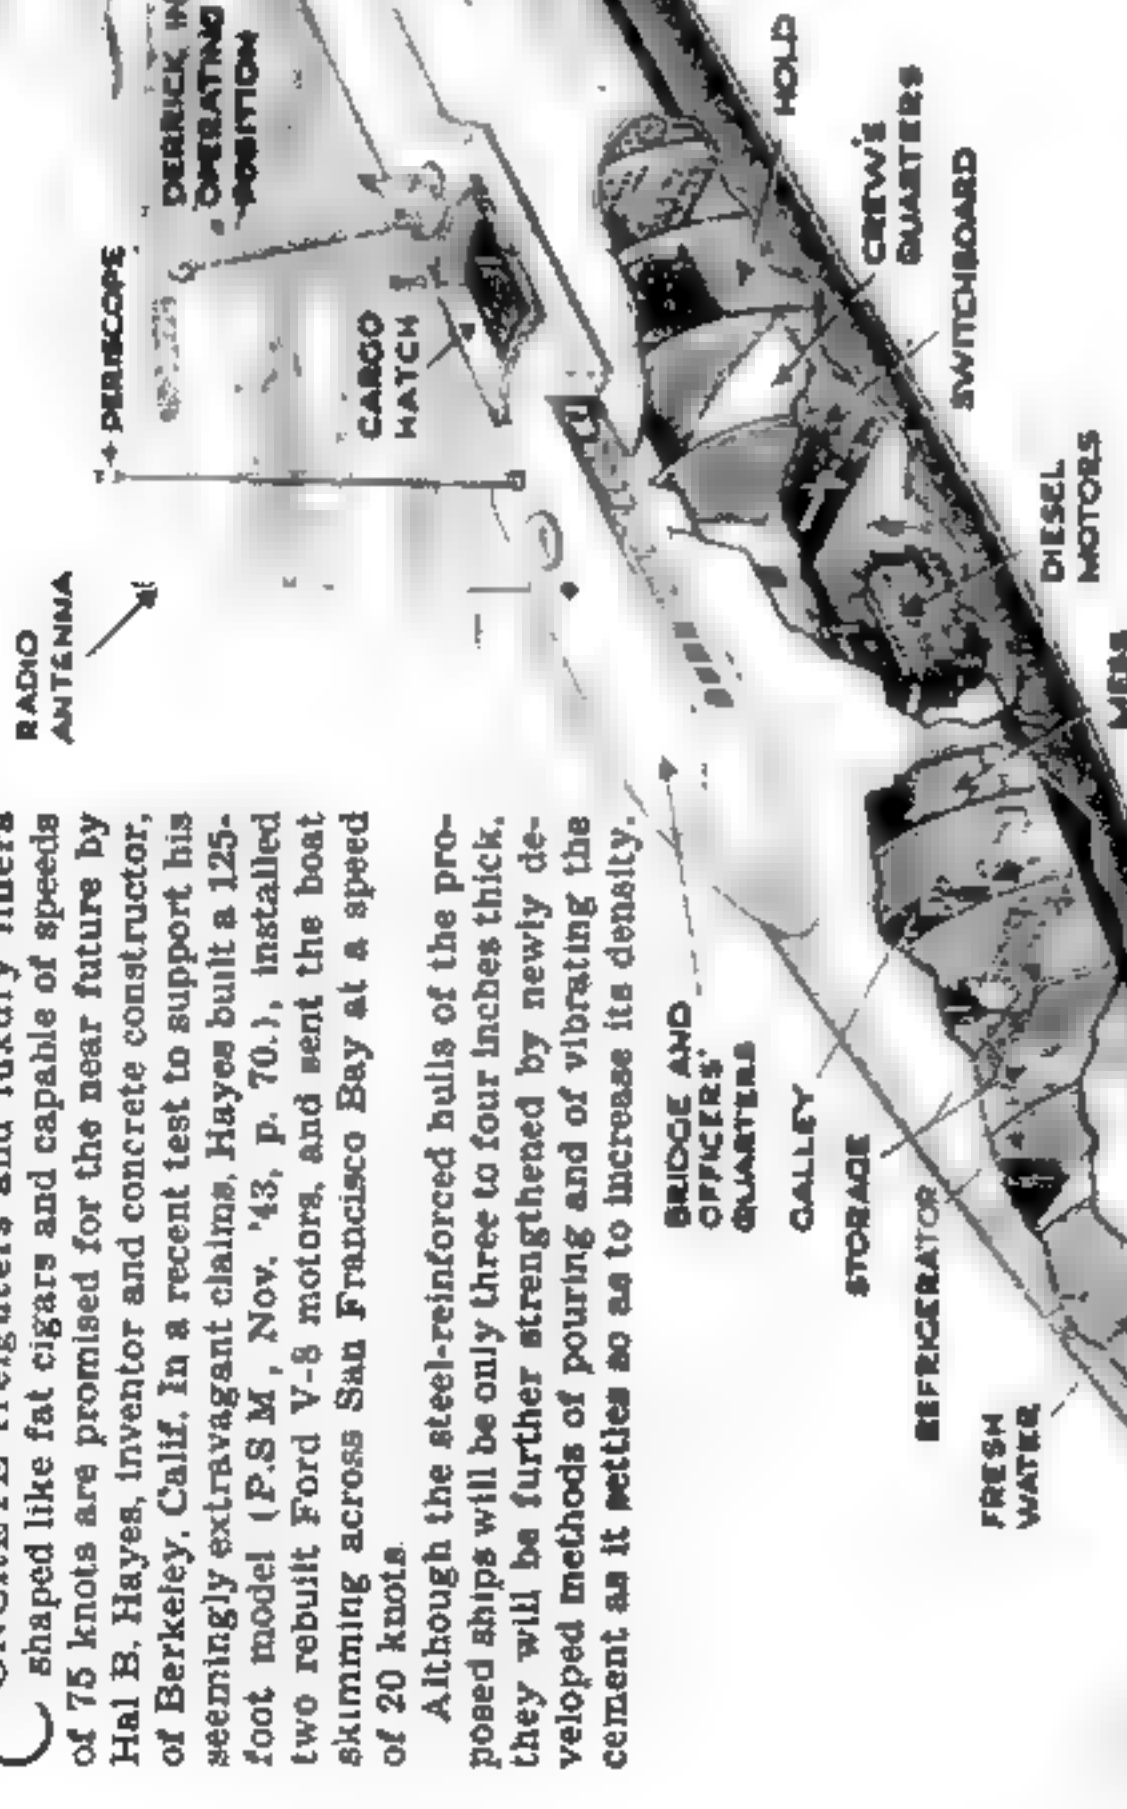 shaped like fat cigars and capable of speeds
of 75 knots are promised for the near future by
Hal B. Hayes, inventor and concrete constructor,
of Berkeley, Calif. In a recent test to support his
seemingly extravagant claims, Hayes built a 125-
foot model (P.S M, Nov. '43, p. 70.), installed
two rebuilt Ford V-8 motors, and sent the boat
skimming across San Francisco Bay at a speed
of 20 knots.
Although the steel-reinforced hulls of the pro-
posed ships will be only three to four inches thick,
they will be further strengthened by newly de-
veloped methods of pouring and of vibrating the
cement as it settles so as to increase its density.
RADIO
ANTENNA
PERISCOPE
DERRICK IN
OPERATING
POSITION
CARGO
HATCH
BRIDGE AND
OFFICERS'
QUARTERS
GALLEY
STORAGE
REFRIGERATOR
FRESH
WATER
HOLD
CREW'S
QUARTERS
SWITCHBOARD
DIESEL
MOTORS